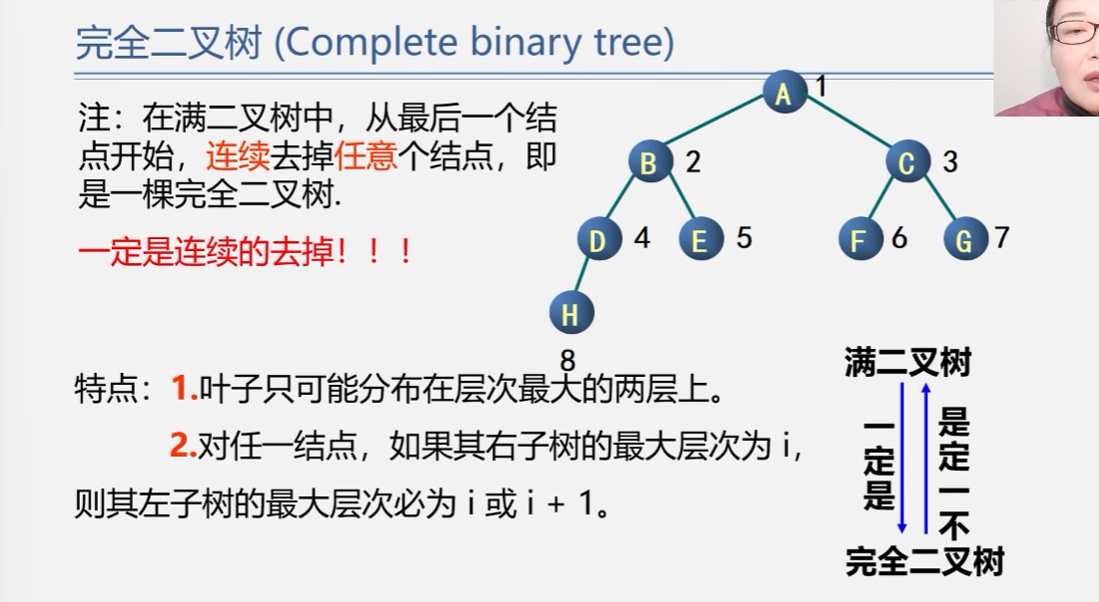 完全二叉树 (Complete binary tree)
注：在满二叉树中，从最后一个结
点开始，连续去掉任意个结点，即
是一棵完全二叉树.
一定是连续的去掉！！！
A 1
B 2
C 3
D 4
E 5
F 6
G 7
H
8
特点：1.叶子只可能分布在层次最大的两层上。
2.对任一结点，如果其右子树的最大层次为 i，
则其左子树的最大层次必为 i 或 i + 1。
满二叉树
一定是
是定一不
完全二叉树